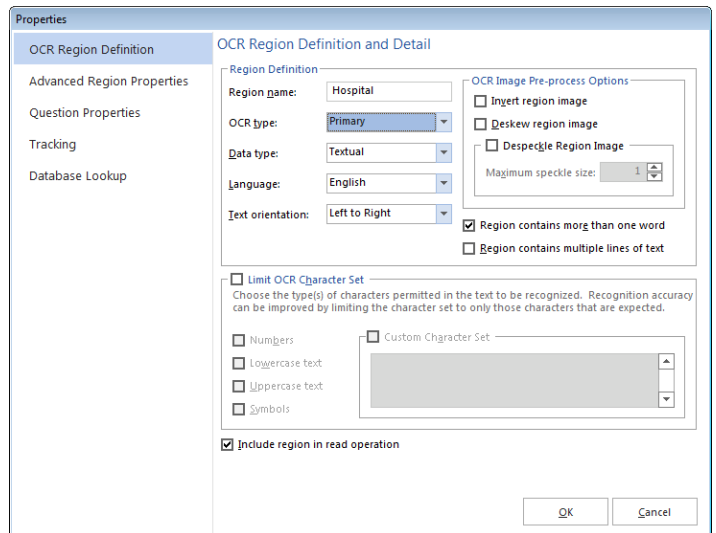 Properties
OCR Region Definition
Advanced Region Properties
Question Properties
Tracking
Database Lookup
OCR Region Definition and Detail
Region Definition
Region name:
Hospital
OCR type:
Primary
Data type:
Textual
Language:
English
Text orientation:
Left to Right
OCR Image Pre-process Options
Invert region image
Deskew region image
Despeckle Region Image
Maximum speckle size:
1
Region contains more than one word
Region contains multiple lines of text
Limit OCR Character Set
Choose the type(s) of characters permitted in the text to be recognized. Recognition accuracy
can be improved by limiting the character set to only those characters that are expected.
Numbers
Lowercase text
Uppercase text
Symbols
Custom Character Set
Include region in read operation
OK
Cancel